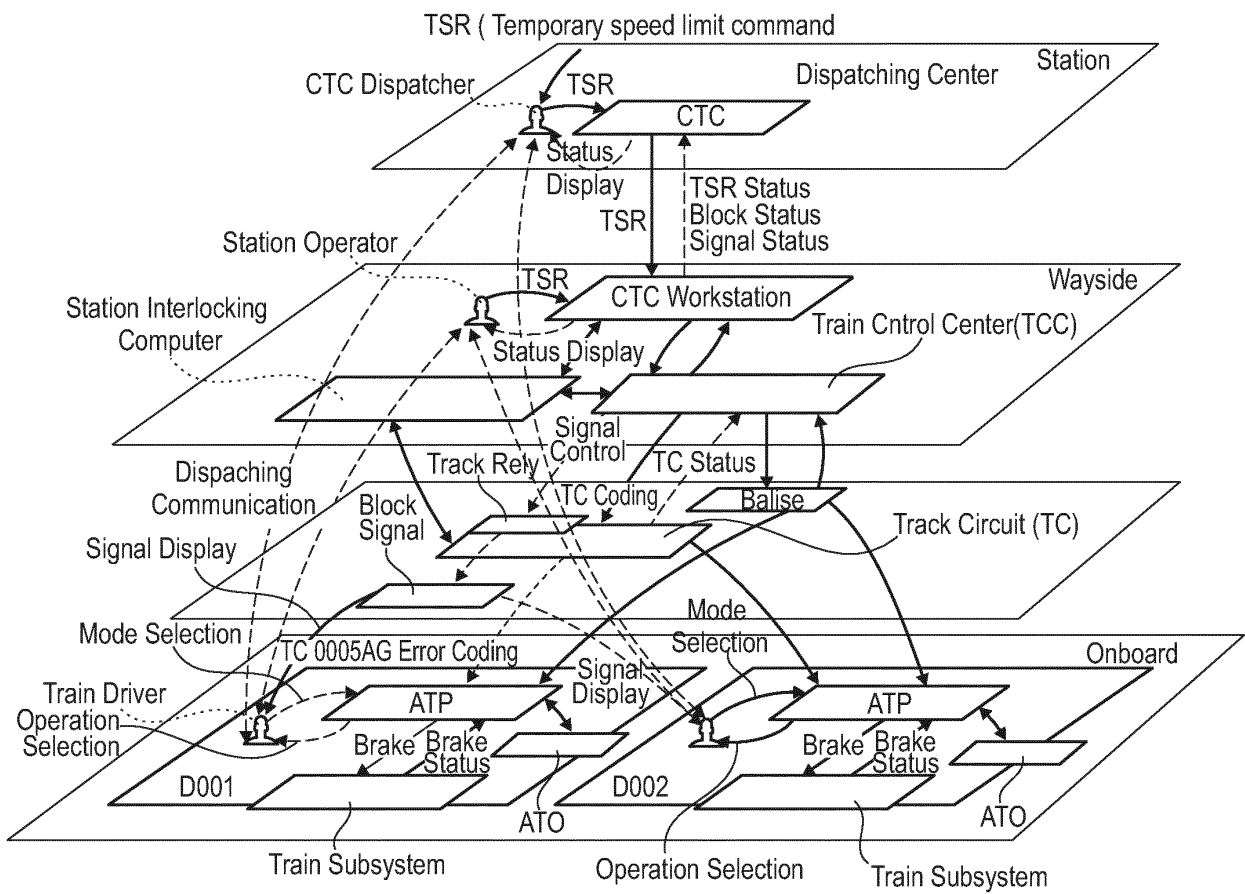 TSR ( Temporary speed limit command
Station
Dispatching Center
CTC Dispatcher
TSR
CTC
Status
Display
TSR Status
Block Status
Signal Status
TSR
Station Operator
TSR
Wayside
CTC Workstation
Station Interlocking
Computer
Train Cntrol Center(TCC)
Status Display
Signal
Control
Track Rely
TC Status
Dispaching
Communication
Block
Signal
TC Coding
Balise
Track Circuit (TC)
Signal Display
Mode Selection
Mode
Selection
TC 0005AG Error Coding
Onboard
Signal
Display
Train Driver
Operation
Selection
ATP
ATP
Brake
Brake
Status
Brake
Brake
Status
D001
D002
ATO
ATO
Train Subsystem
Operation Selection
Train Subsystem